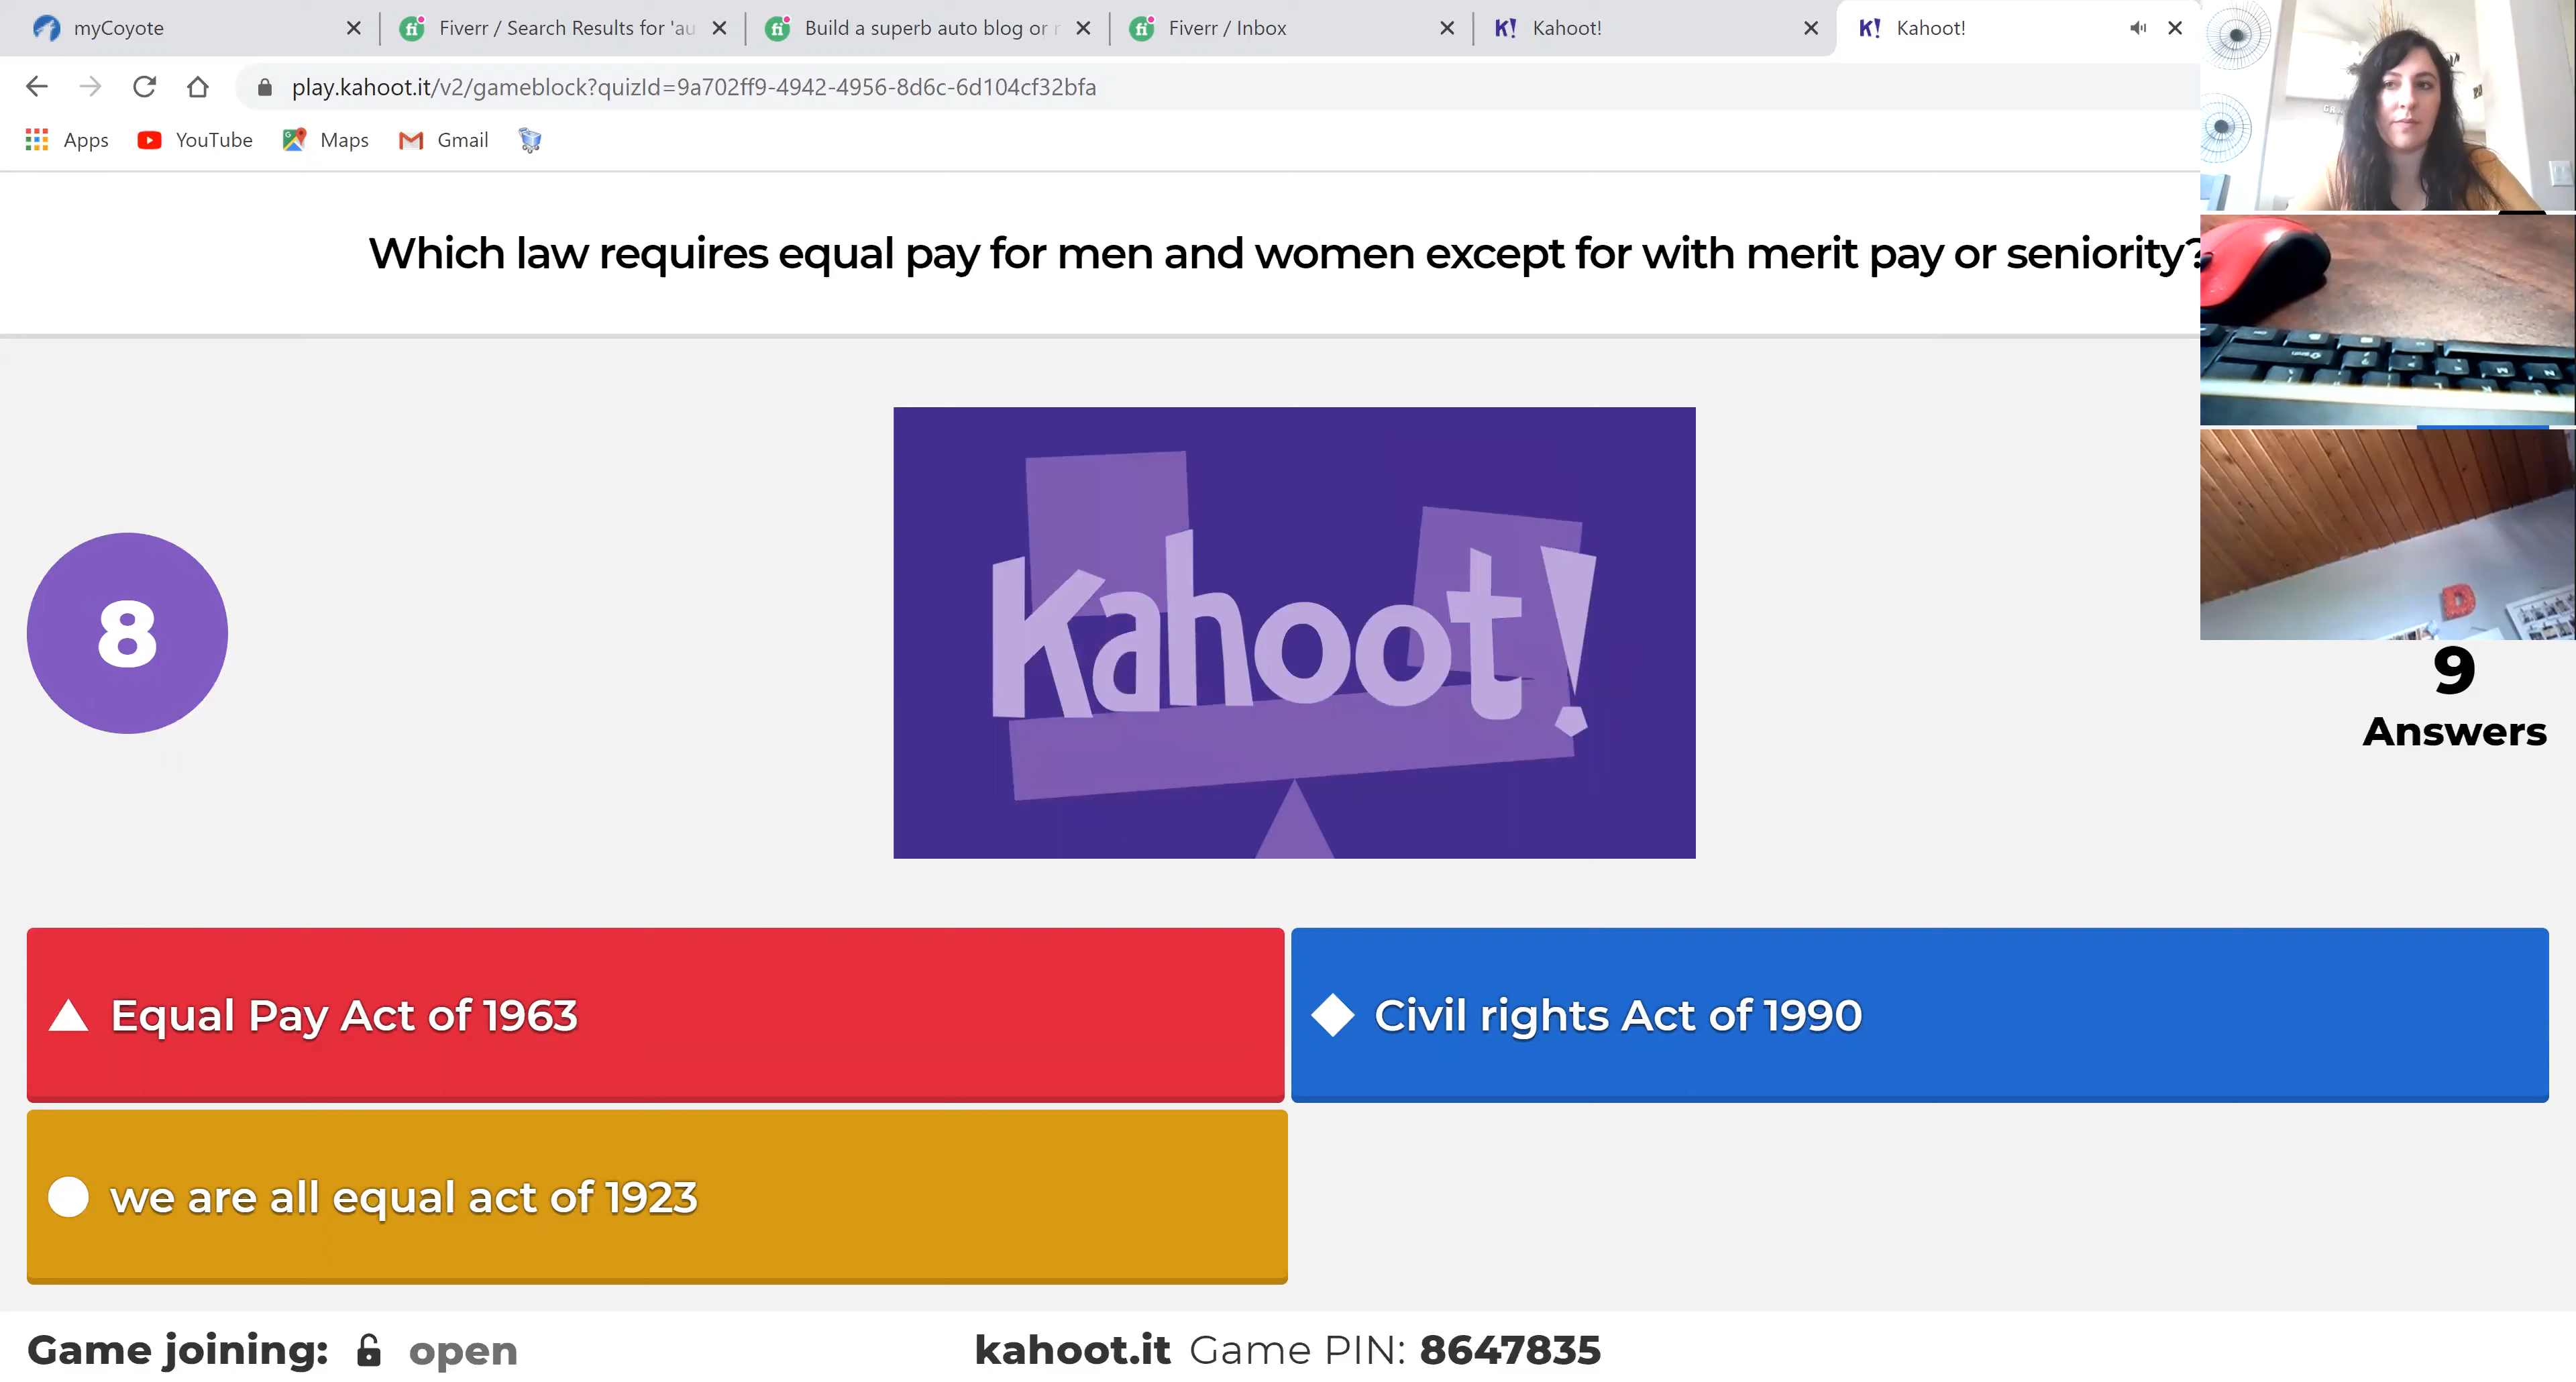 myCoyote
Fiverr / Search Results for 'au
Build a superb auto blog or n
Fiverr / Inbox
Kahoot!
Kahoot!
play.kahoot.it/v2/gameblock?quizId=9a702ff9-4942-4956-8d6c-6d104cf32bfa
Apps
YouTube
Maps
Gmail
Which law requires equal pay for men and women except for with merit pay or seniority?
Kahoot!
8
D
9
Answers
Equal Pay Act of 1963
Civil rights Act of 1990
we are all equal act of 1923
Game joining: open
kahoot.it Game PIN: 8647835